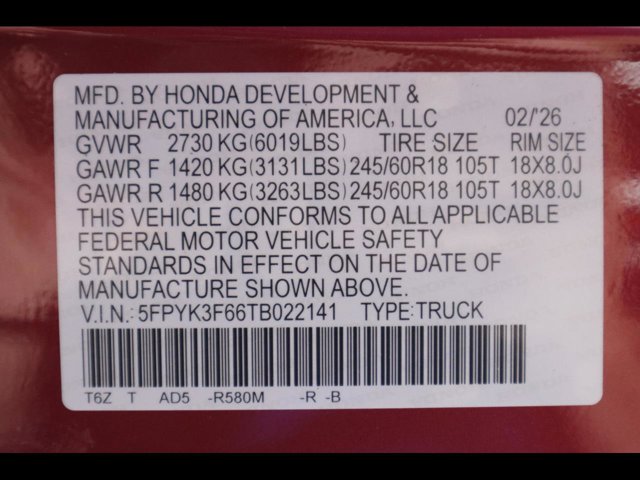 MFD. BY HONDA DEVELOPMENT &
MANUFACTURING OF AMERICA, LLC 02/'26
GVWR 2730 KG(6019LBS) TIRE SIZE RIM SIZE
GAWR F 1420 KG(3131LBS) 245/60R18 105T 18X8.0J
GAWR R 1480 KG(3263LBS) 245/60R18 105T 18X8.0J
THIS VEHICLE CONFORMS TO ALL APPLICABLE
FEDERAL MOTOR VEHICLE SAFETY
STANDARDS IN EFFECT ON THE DATE OF
MANUFACTURE SHOWN ABOVE.
V.I.N.: 5FPYK3F66TB022141 TYPE: TRUCK
T6Z T AD5 -R580M -R -B